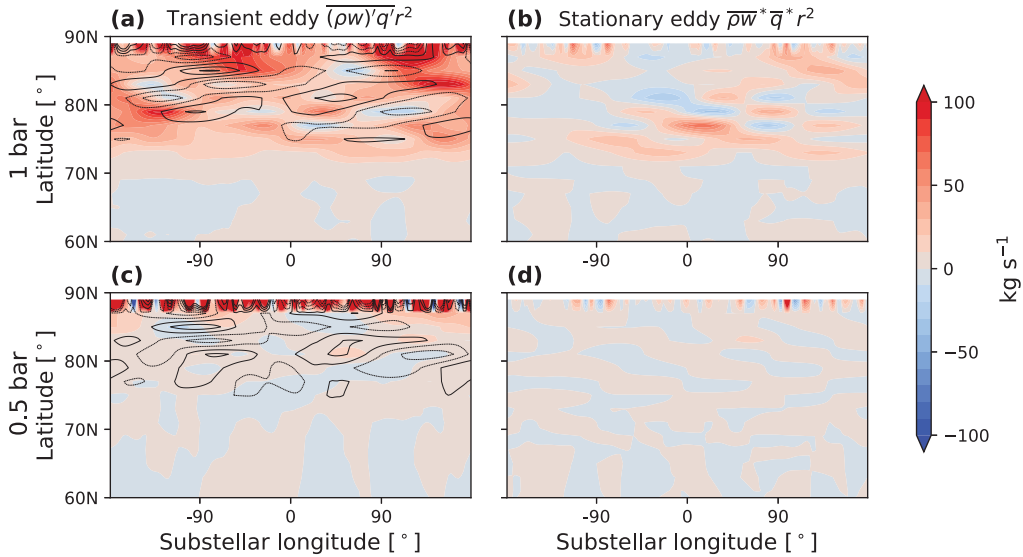 (a) Transient eddy $\overline{(\rho w)'q'}r^2$
(b) Stationary eddy $\overline{\rho w}^*\overline{q}^*r^2$
90N
80N
70N
60N
1 bar
Latitude [°]
-90
0
90
-90
0
90
(c)
(d)
90N
80N
70N
60N
0.5 bar
Latitude [°]
-90
0
90
Substellar longitude [°]
-90
0
90
Substellar longitude [°]
100
50
0
−50
−100
kg s⁻¹